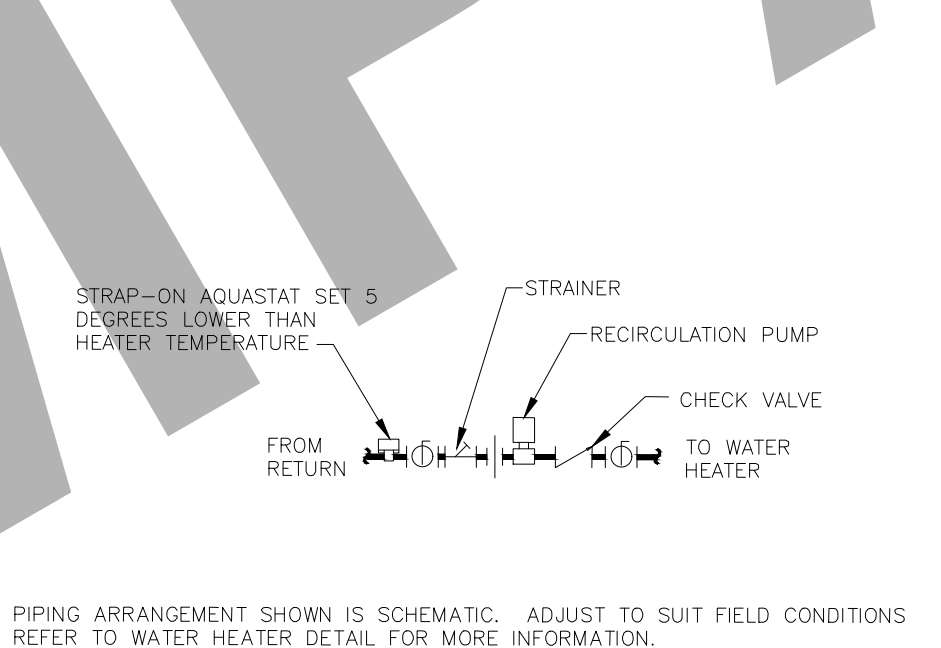 STRAP-ON AQUASTAT SET 5
DEGREES LOWER THAN
HEATER TEMPERATURE
STRAINER
RECIRCULATION PUMP
CHECK VALVE
FROM
RETURN
TO WATER
HEATER
PIPING ARRANGEMENT SHOWN IS SCHEMATIC. ADJUST TO SUIT FIELD CONDITIONS
REFER TO WATER HEATER DETAIL FOR MORE INFORMATION.